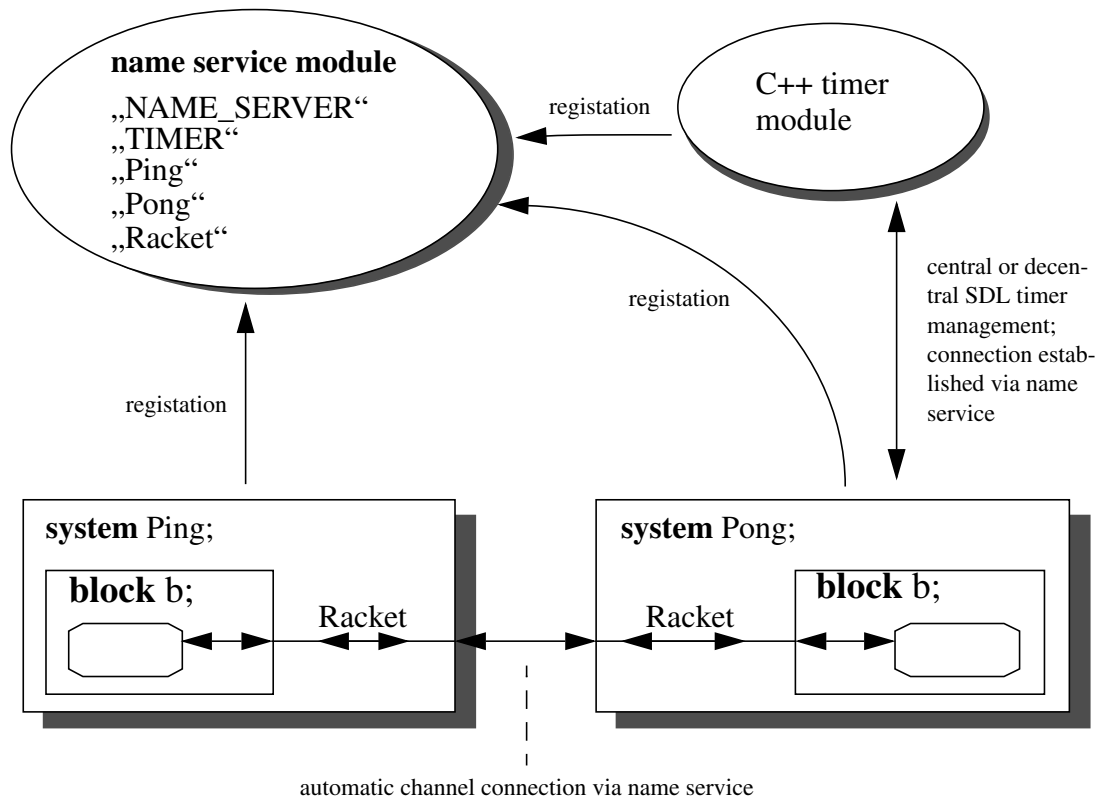 name service module
„NAME_SERVER“
„TIMER“
„Ping“
„Pong“
„Racket“
C++ timer
module
registation
registation
registation
central or decen-
tral SDL timer
management;
connection estab-
lished via name
service
system Ping;
block b;
Racket
system Pong;
block b;
Racket
automatic channel connection via name service